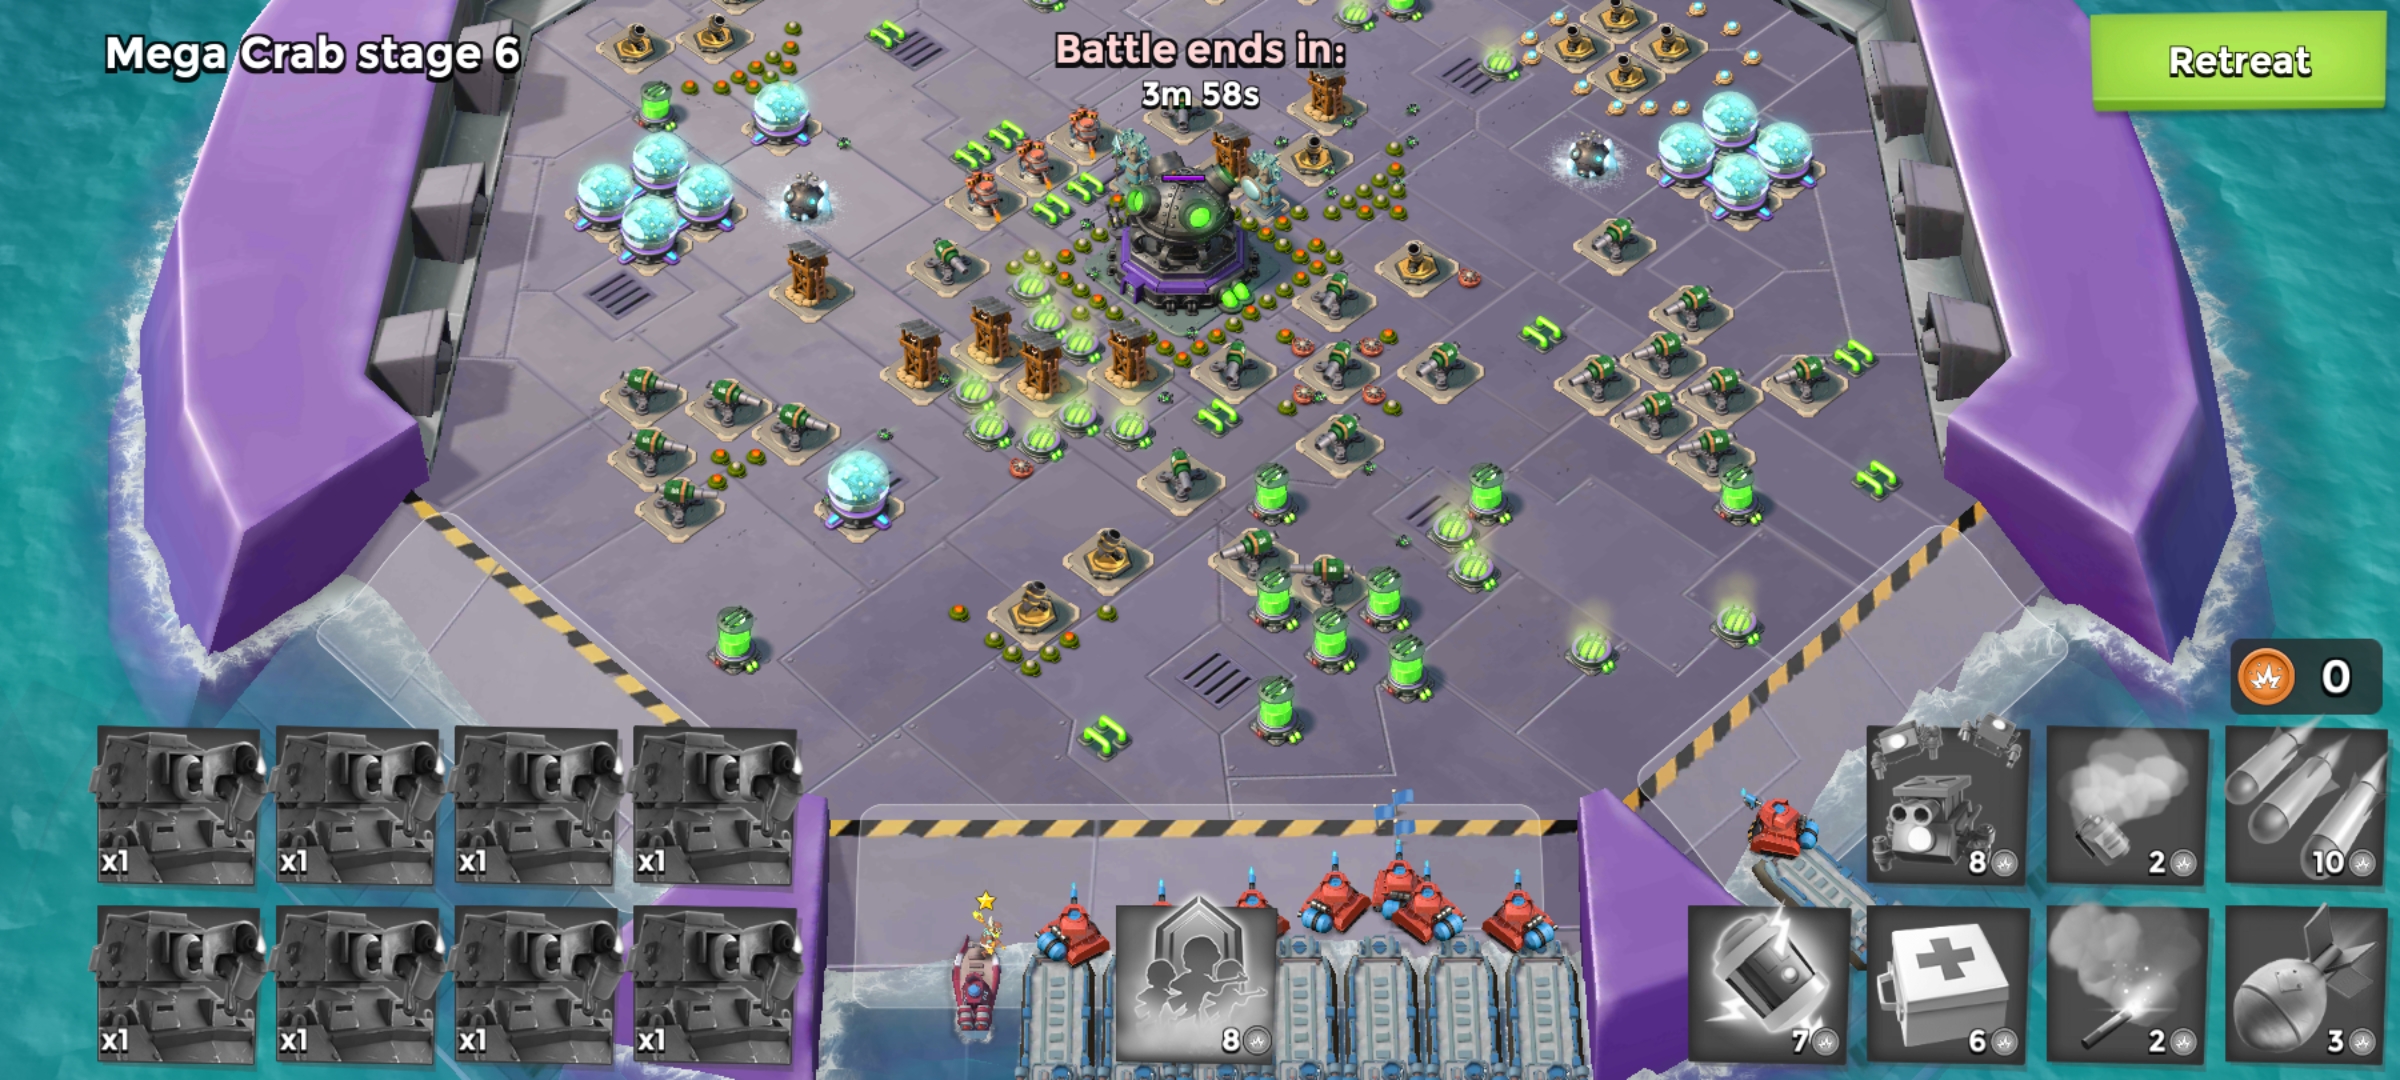 Mega Crab stage 6
Battle ends in:
3m 58s
Retreat
0
8
2
10
x1
x1
x1
x1
7
6
2
3
x1
x1
x1
x1
8